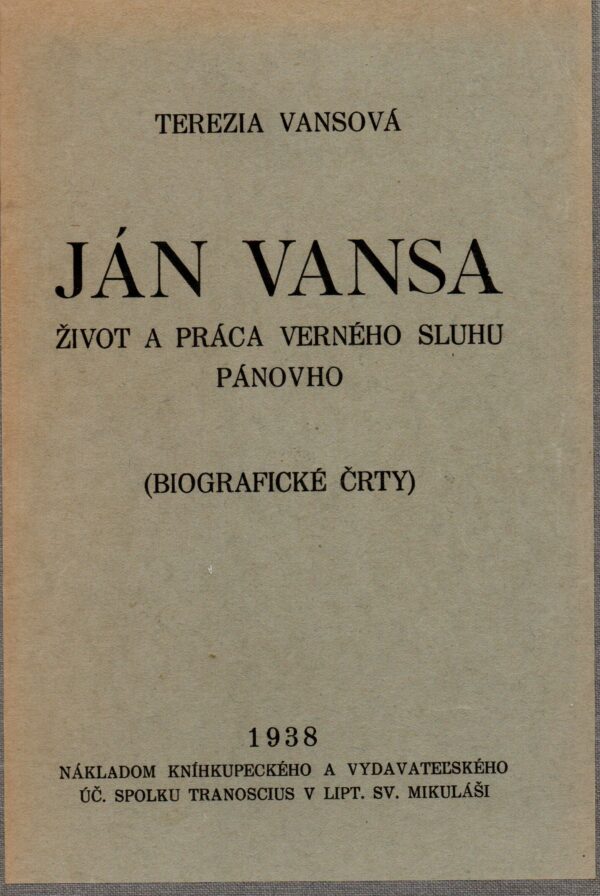 TEREZIA VANSOVÁ
JÁN VANSA
ŽIVOT A PRÁCA VERNÉHO SLUHU
PÁNOVHO
(BIOGRAFICKÉ ČRTY)
1938
NÁKLADOM KNÍHKUPECKÉHO A VYDAVATEĽSKÉHO
ÚČ. SPOLKU TRANOSCIUS V LIPT. SV. MIKULÁŠI